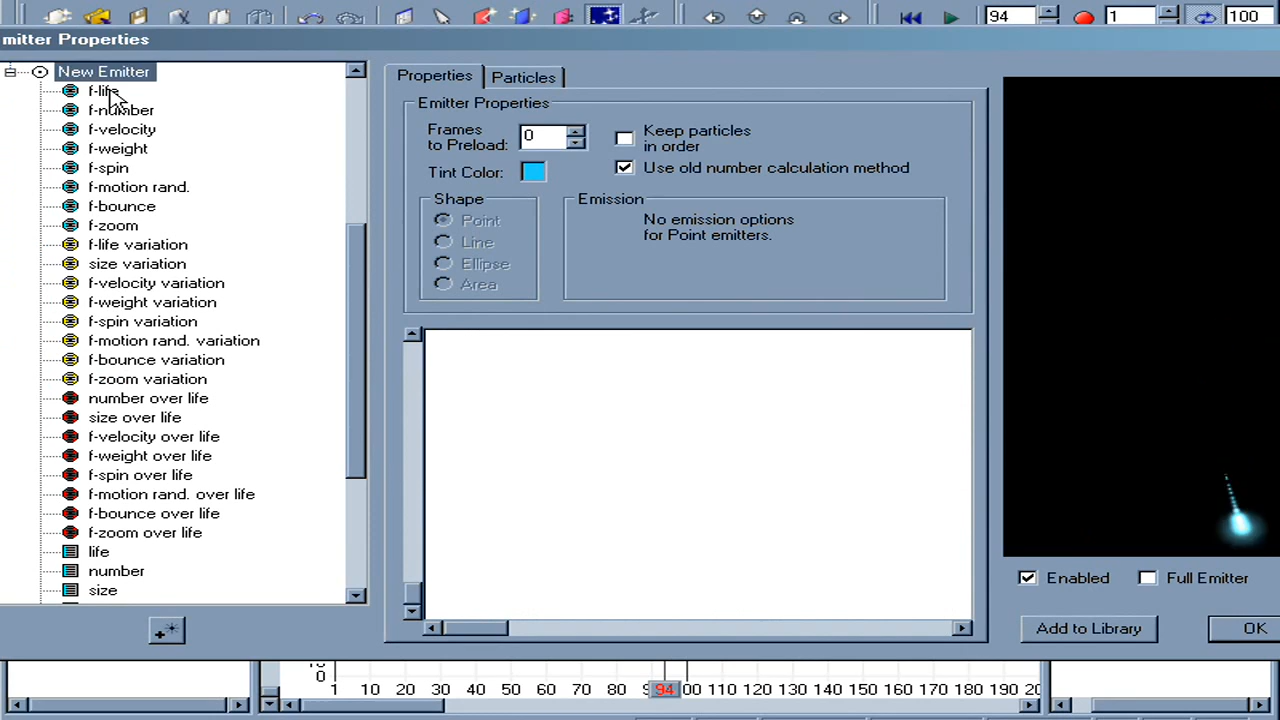 94
1
100
mitter Properties
New Emitter
f-life
f-number
f-velocity
f-weight
f-spin
f-motion rand.
f-bounce
f-zoom
f-life variation
size variation
f-velocity variation
f-weight variation
f-spin variation
f-motion rand. variation
f-bounce variation
f-zoom variation
number over life
size over life
f-velocity over life
f-weight over life
f-spin over life
f-motion rand. over life
f-bounce over life
f-zoom over life
life
number
size
Properties
Particles
Emitter Properties
Frames
to Preload:
0
Keep particles
in order
Tint Color:
Use old number calculation method
Shape
Point
Line
Ellipse
Area
Emission
No emission options
for Point emitters.
Enabled
Full Emitter
Add to Library
OK
0
1 10 20 30 40 50 60 70 80 94 00 110 120 130 140 150 160 170 180 190 20